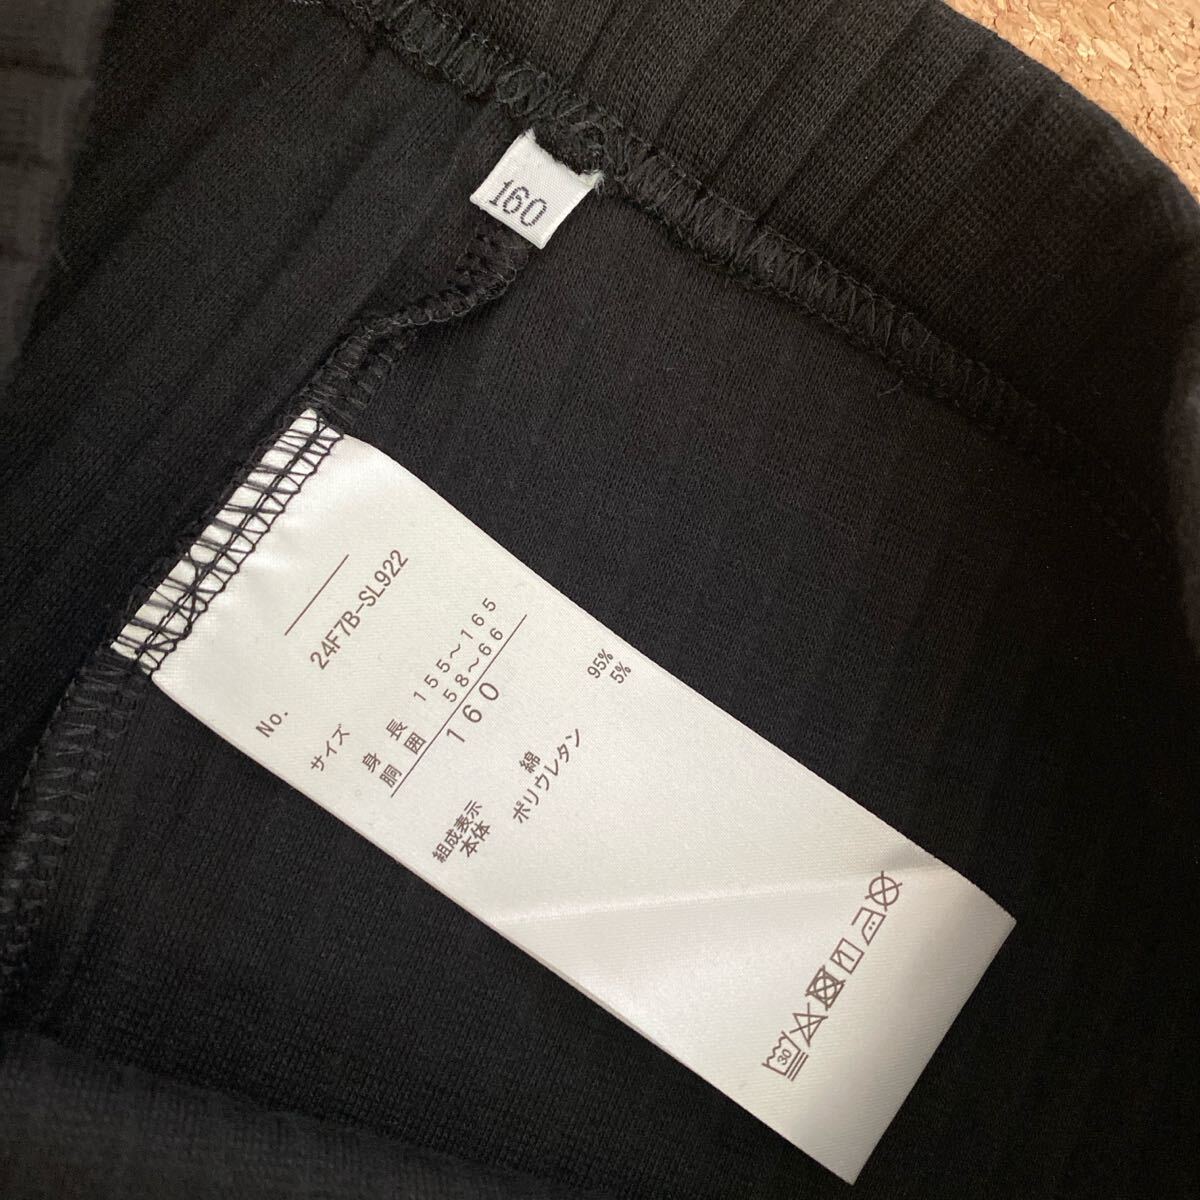 160
No. 24F7B-SL922
サイズ
身長 155～165
胴囲 58～66
160
組成表示
本体 綿 95%
ポリウレタン 5%
30